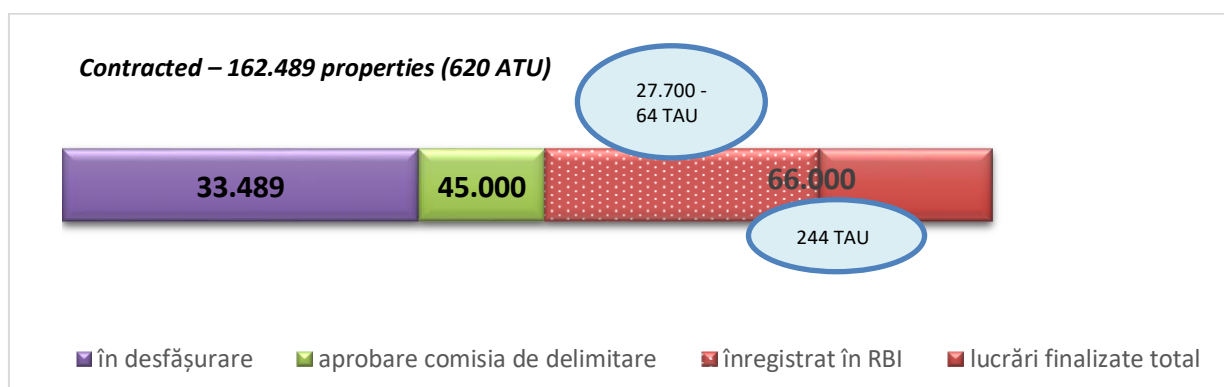 Contracted – 162.489 properties (620 ATU)
27.700 -
64 TAU
33.489
45.000
66.000
244 TAU
în desfășurare
aprobare comisia de delimitare
înregistrat în RBI
lucrări finalizate total